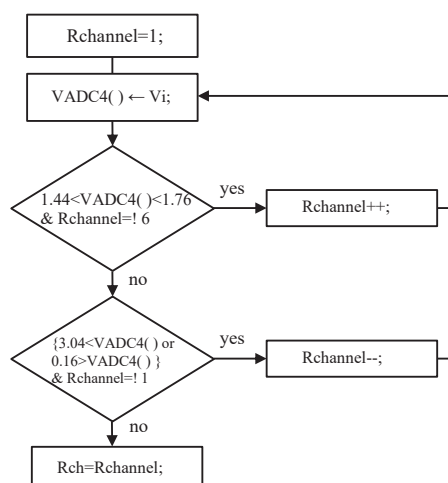 Rchannel=1;
VADC4( ) ← Vi;
1.44<VADC4( )<1.76
& Rchannel=! 6
yes
Rchannel++;
no
{3.04<VADC4( ) or
0.16>VADC4( ) }
& Rchannel=! 1
yes
Rchannel--;
no
Rch=Rchannel;